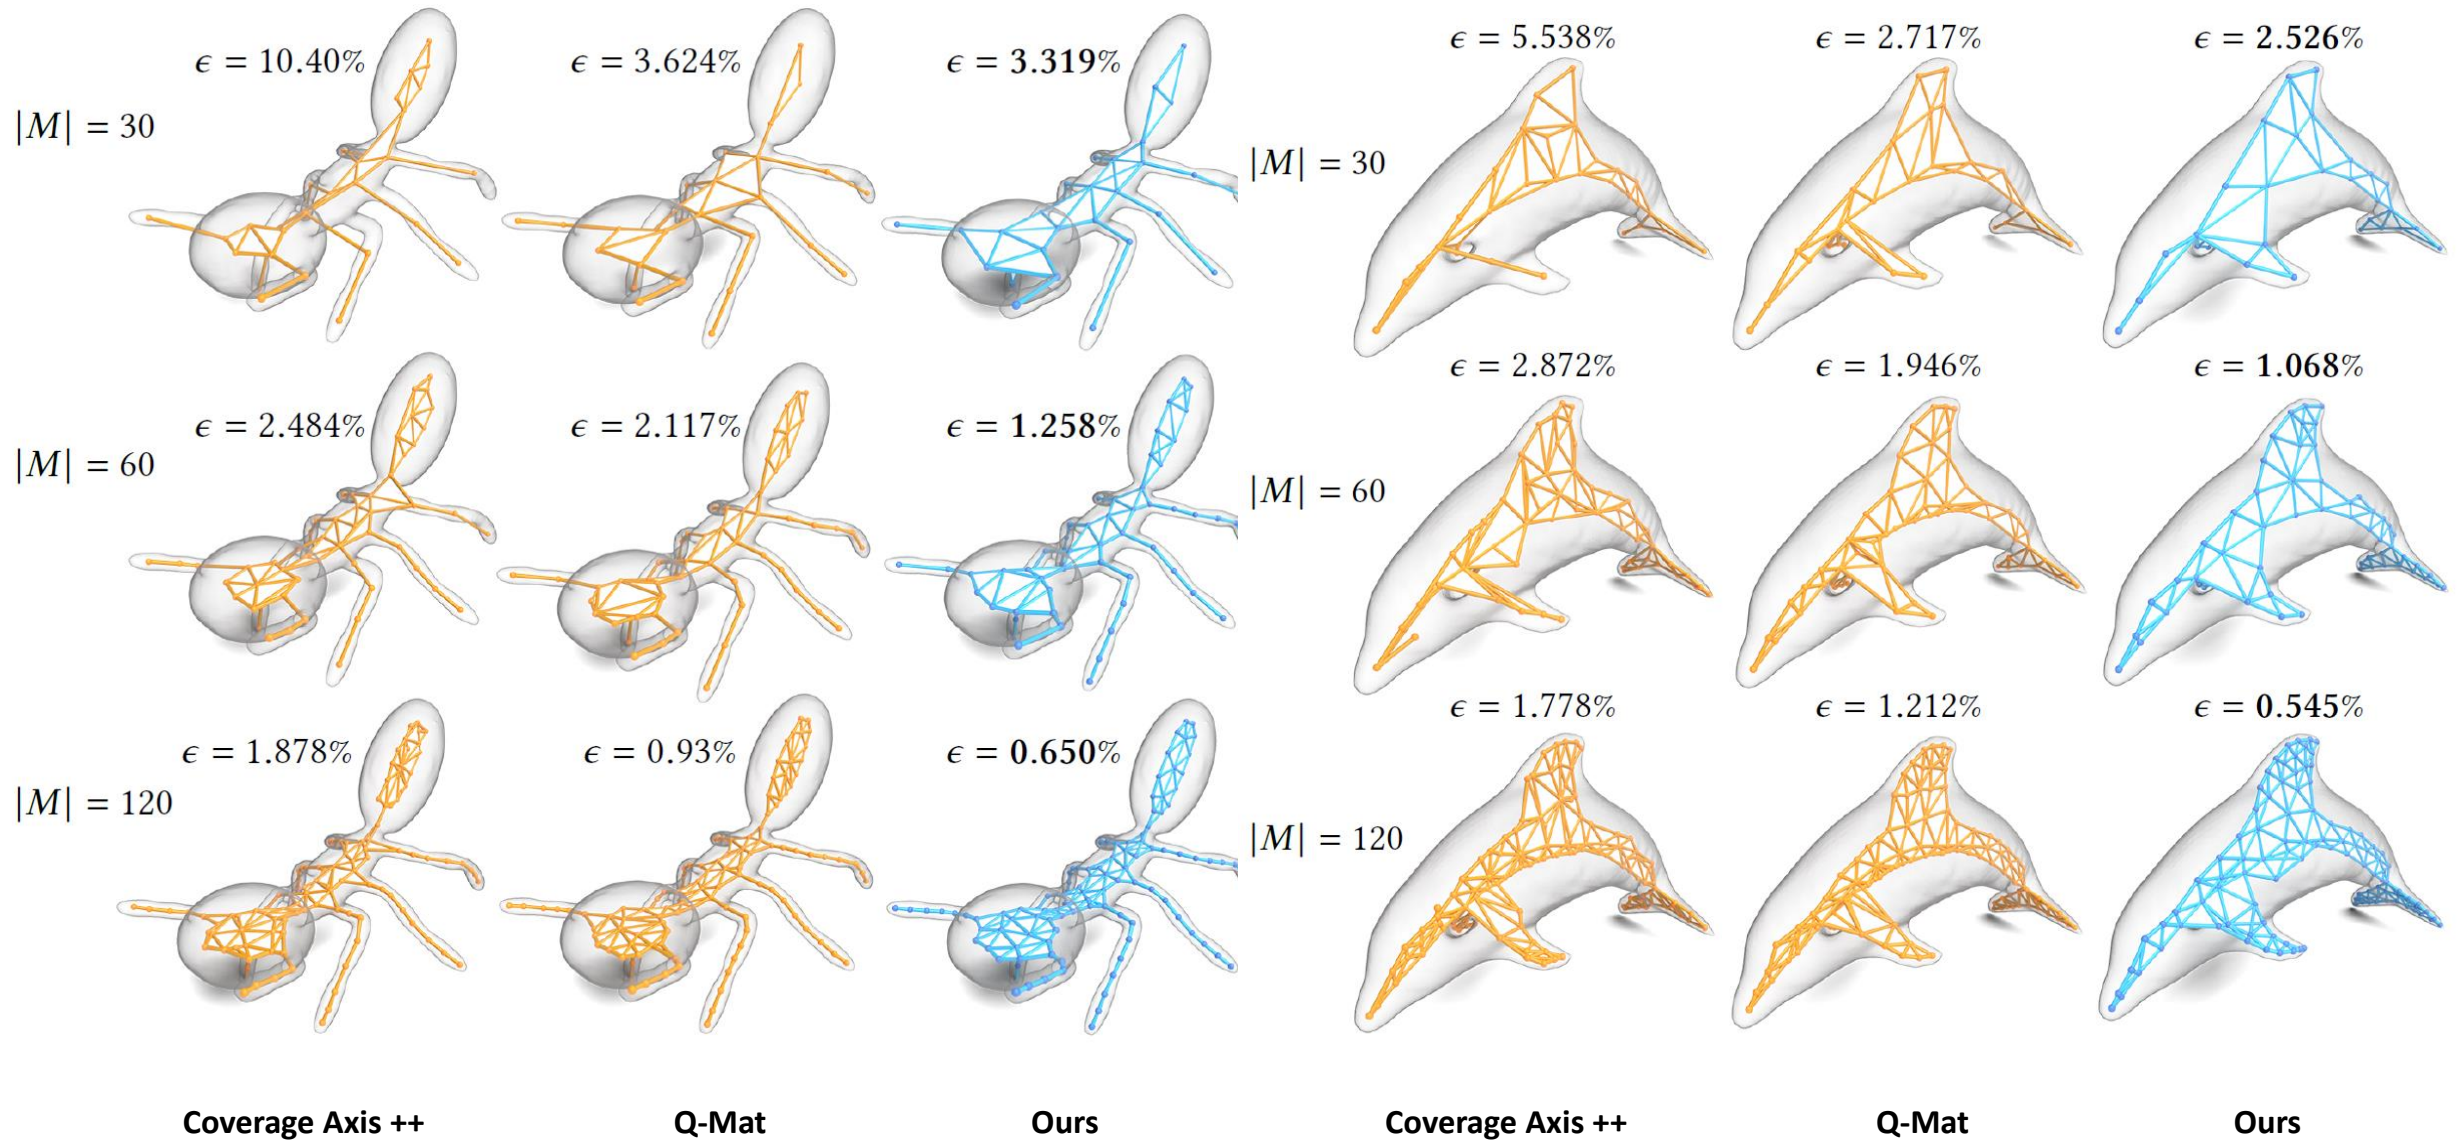 ϵ = 10.40% ϵ = 3.624% ϵ = 3.319%
|M| = 30
ϵ = 2.484% ϵ = 2.117% ϵ = 1.258%
|M| = 60
ϵ = 1.878% ϵ = 0.93% ϵ = 0.650%
|M| = 120
Coverage Axis ++ Q-Mat Ours
ϵ = 5.538% ϵ = 2.717% ϵ = 2.526%
|M| = 30
ϵ = 2.872% ϵ = 1.946% ϵ = 1.068%
|M| = 60
ϵ = 1.778% ϵ = 1.212% ϵ = 0.545%
|M| = 120
Coverage Axis ++ Q-Mat Ours